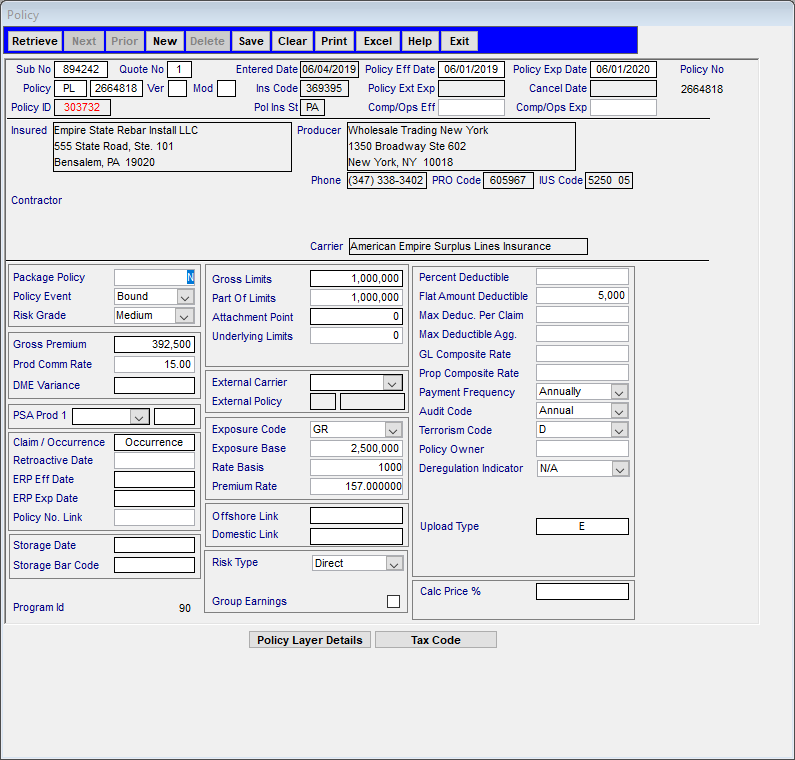 Policy
Retrieve Next Prior New Delete Save Clear Print Excel Help Exit
Sub No 894242 Quote No 1 Entered Date 06/04/2019 Policy Eff Date 06/01/2019 Policy Exp Date 06/01/2020 Policy No
Policy PL 2664818 Ver Mod Ins Code 369395 Policy Ext Exp Cancel Date 2664818
Policy ID 303732 Pol Ins St PA Comp/Ops Eff Comp/Ops Exp
Insured Empire State Rebar Install LLC Producer Wholesale Trading New York
555 State Road, Ste. 101 1350 Broadway Ste 602
Bensalem, PA 19020 New York, NY 10018
Phone (347) 338-3402 PRO Code 605967 IUS Code 5250 05
Contractor
Carrier American Empire Surplus Lines Insurance
Package Policy N
Policy Event Bound
Risk Grade Medium
Gross Premium 392,500
Prod Comm Rate 15.00
DME Variance
PSA Prod 1
Claim / Occurrence Occurrence
Retroactive Date
ERP Eff Date
ERP Exp Date
Policy No. Link
Storage Date
Storage Bar Code
Program Id 90
Gross Limits 1,000,000
Part Of Limits 1,000,000
Attachment Point 0
Underlying Limits 0
External Carrier
External Policy
Exposure Code GR
Exposure Base 2,500,000
Rate Basis 1000
Premium Rate 157.000000
Offshore Link
Domestic Link
Risk Type Direct
Group Earnings
Percent Deductible
Flat Amount Deductible 5,000
Max Deduc. Per Claim
Max Deductible Agg.
GL Composite Rate
Prop Composite Rate
Payment Frequency Annually
Audit Code Annual
Terrorism Code D
Policy Owner
Deregulation Indicator N/A
Upload Type E
Calc Price %
Policy Layer Details Tax Code